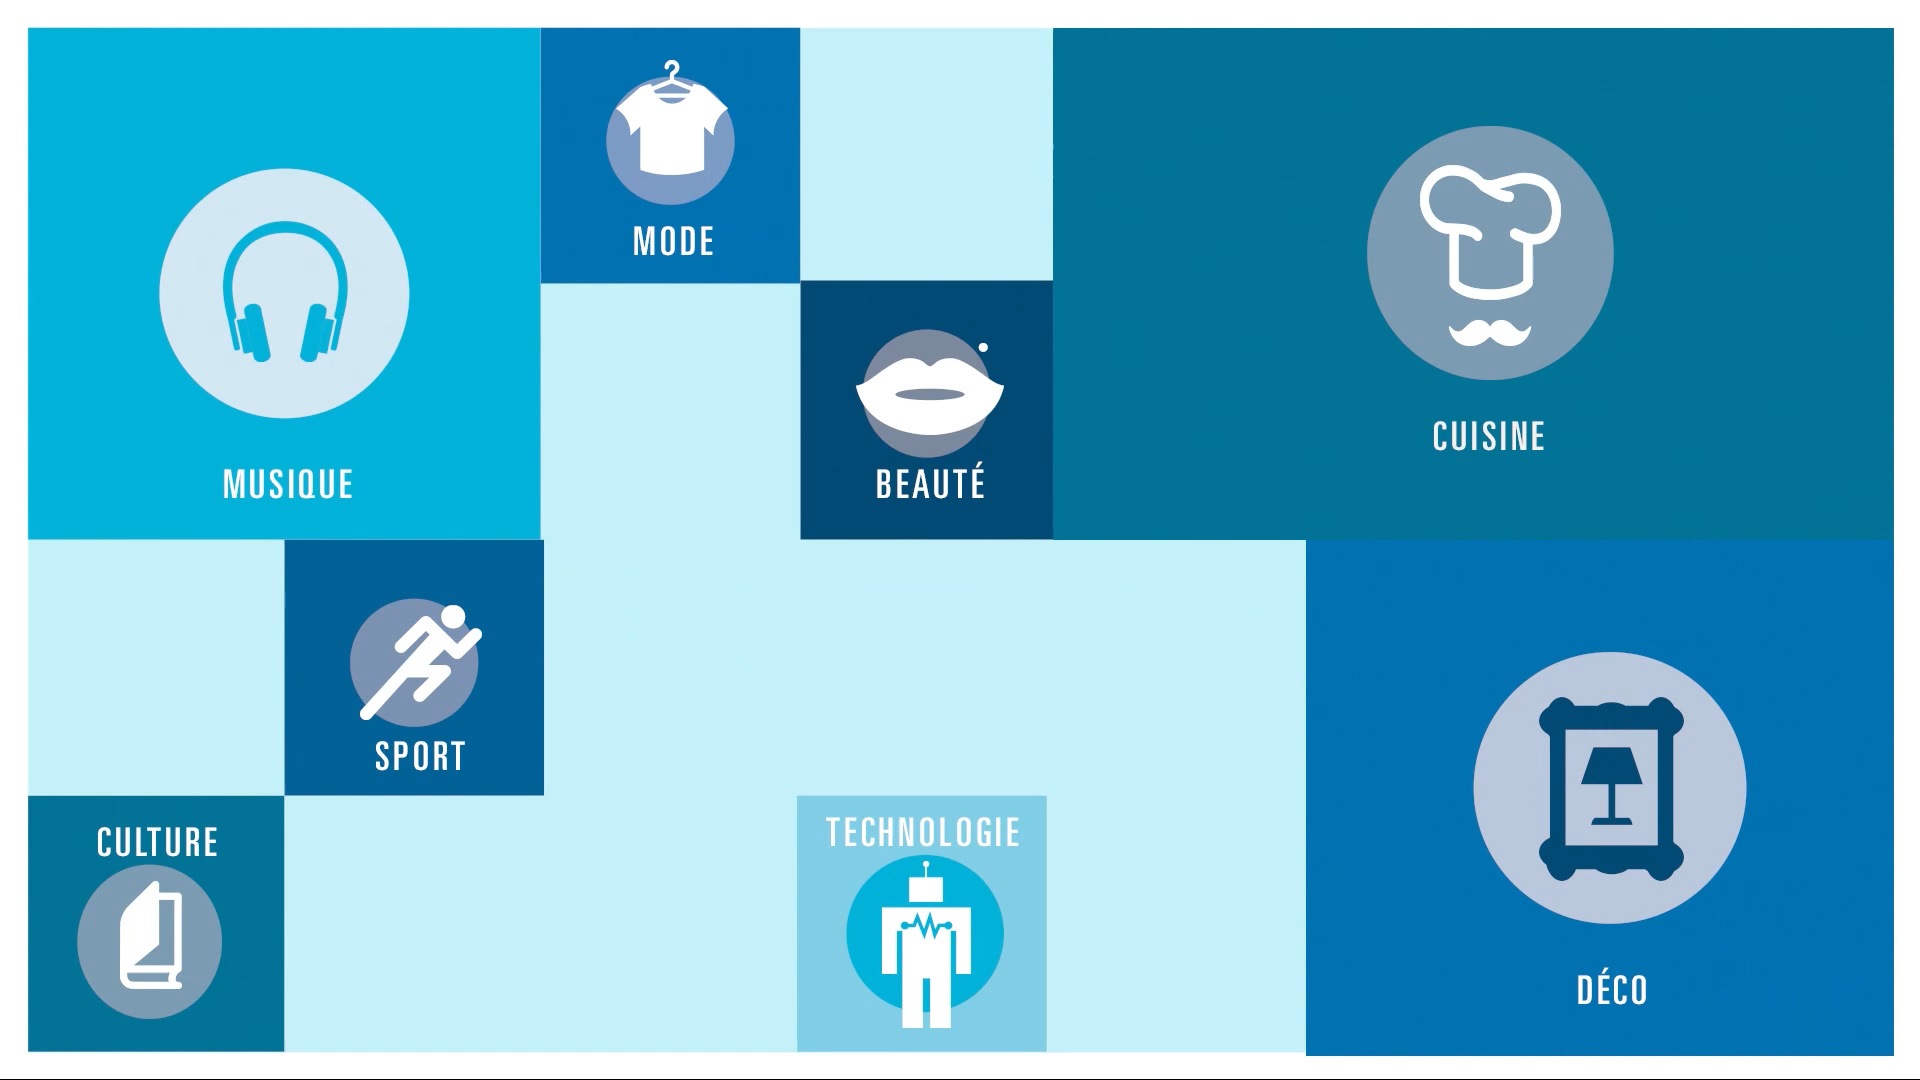 MODE
CUISINE
MUSIQUE
BEAUTÉ
SPORT
CULTURE
TECHNOLOGIE
DÉCO